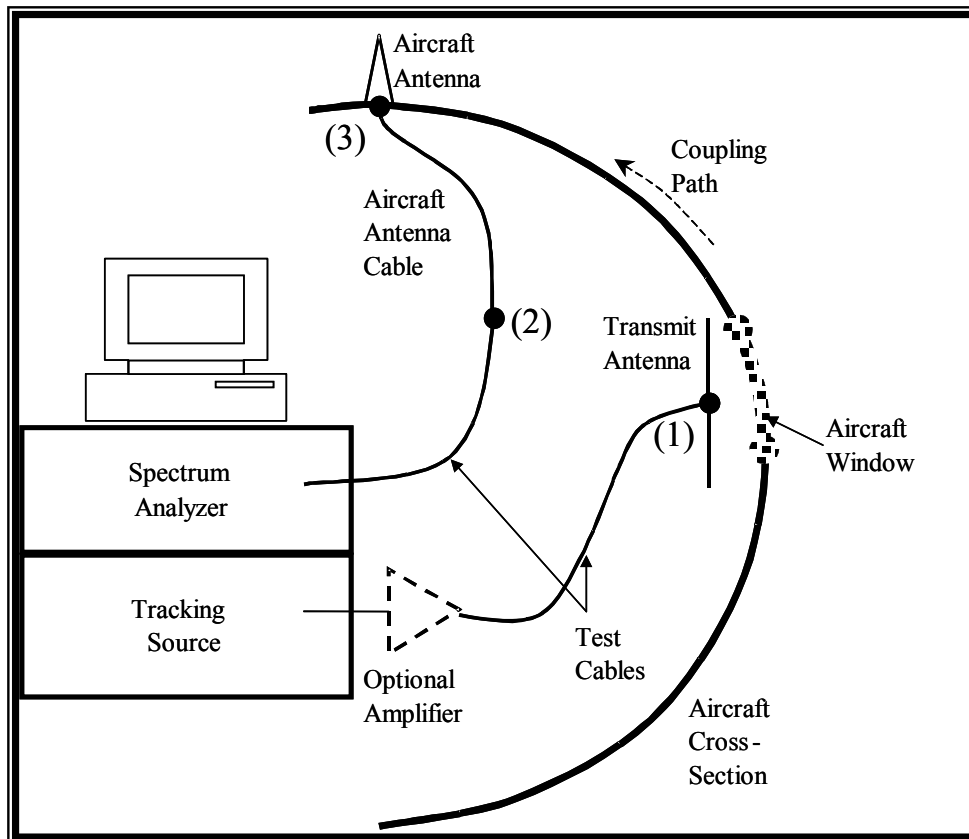 Aircraft
Antenna
(3)
Coupling
Path
Aircraft
Antenna
Cable
(2)
Transmit
Antenna
(1)
Aircraft
Window
Spectrum
Analyzer
Tracking
Source
Optional
Amplifier
Test
Cables
Aircraft
Cross-
Section